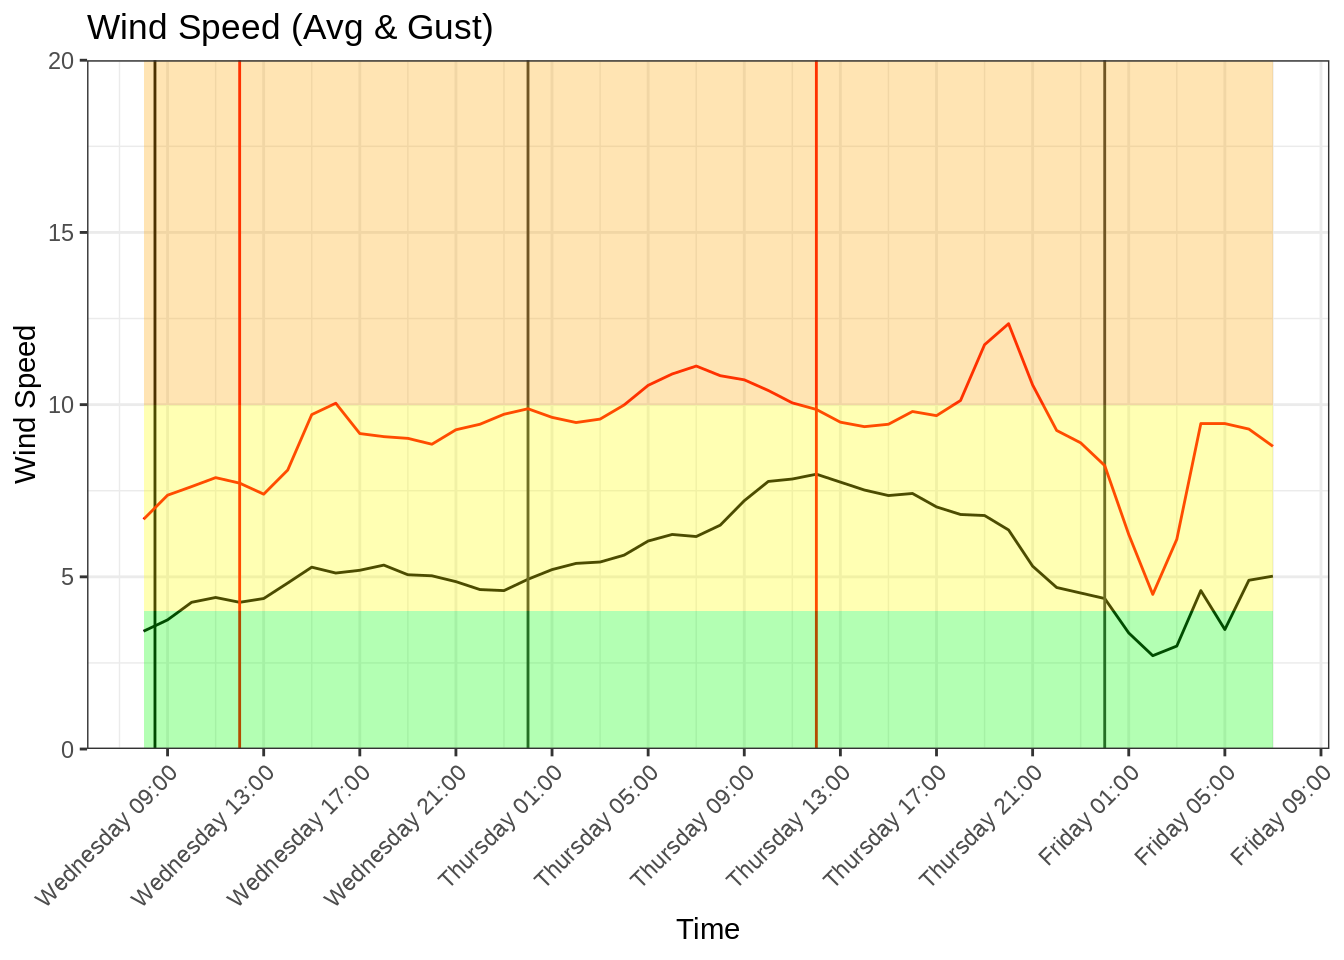 Wind Speed (Avg & Gust)
20
15
10
5
0
Wind Speed
Wednesday 09:00
Wednesday 13:00
Wednesday 17:00
Wednesday 21:00
Thursday 01:00
Thursday 05:00
Thursday 09:00
Thursday 13:00
Thursday 17:00
Thursday 21:00
Friday 01:00
Friday 05:00
Friday 09:00
Time